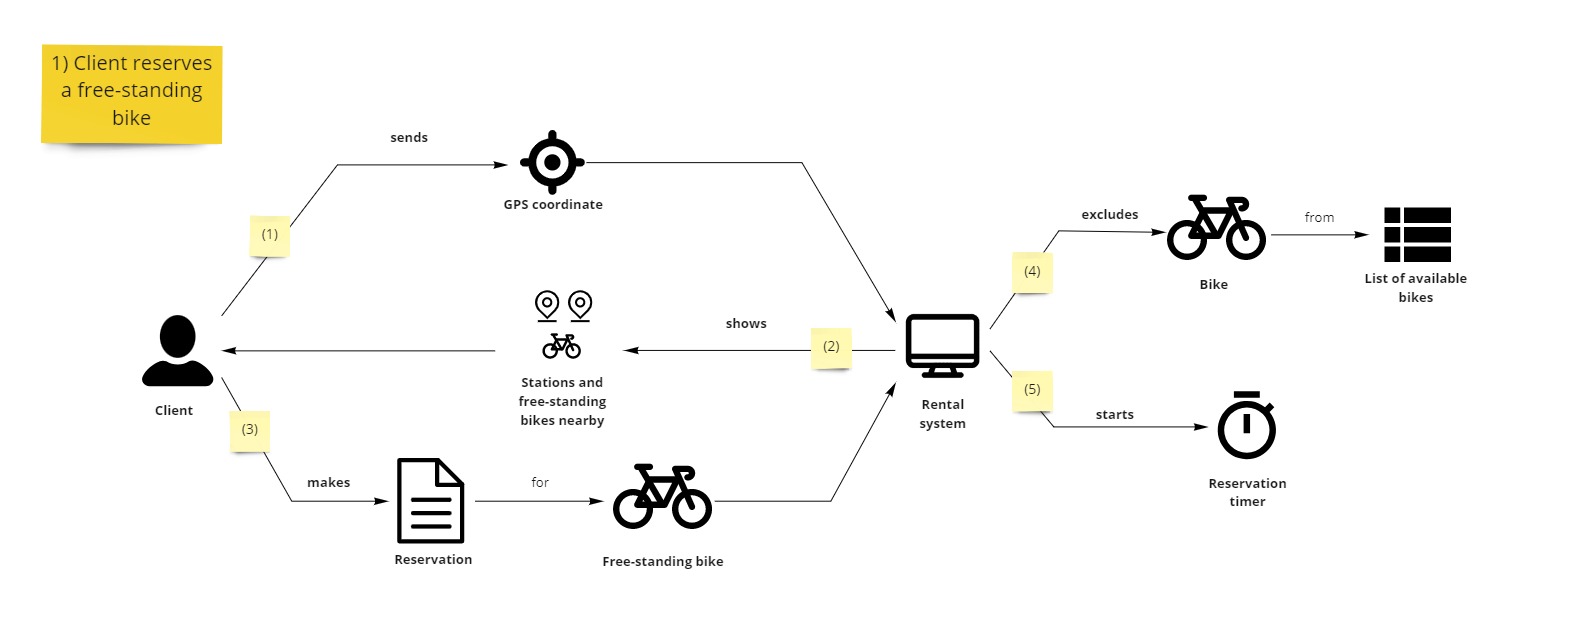 1) Client reserves
a free-standing
bike
sends
(1)
GPS coordinate
excludes
from
(4)
Bike
List of available
bikes
shows
(2)
Stations and
free-standing
bikes nearby
Client
Rental
system
(5)
starts
(3)
makes
for
Reservation
Free-standing bike
Reservation
timer